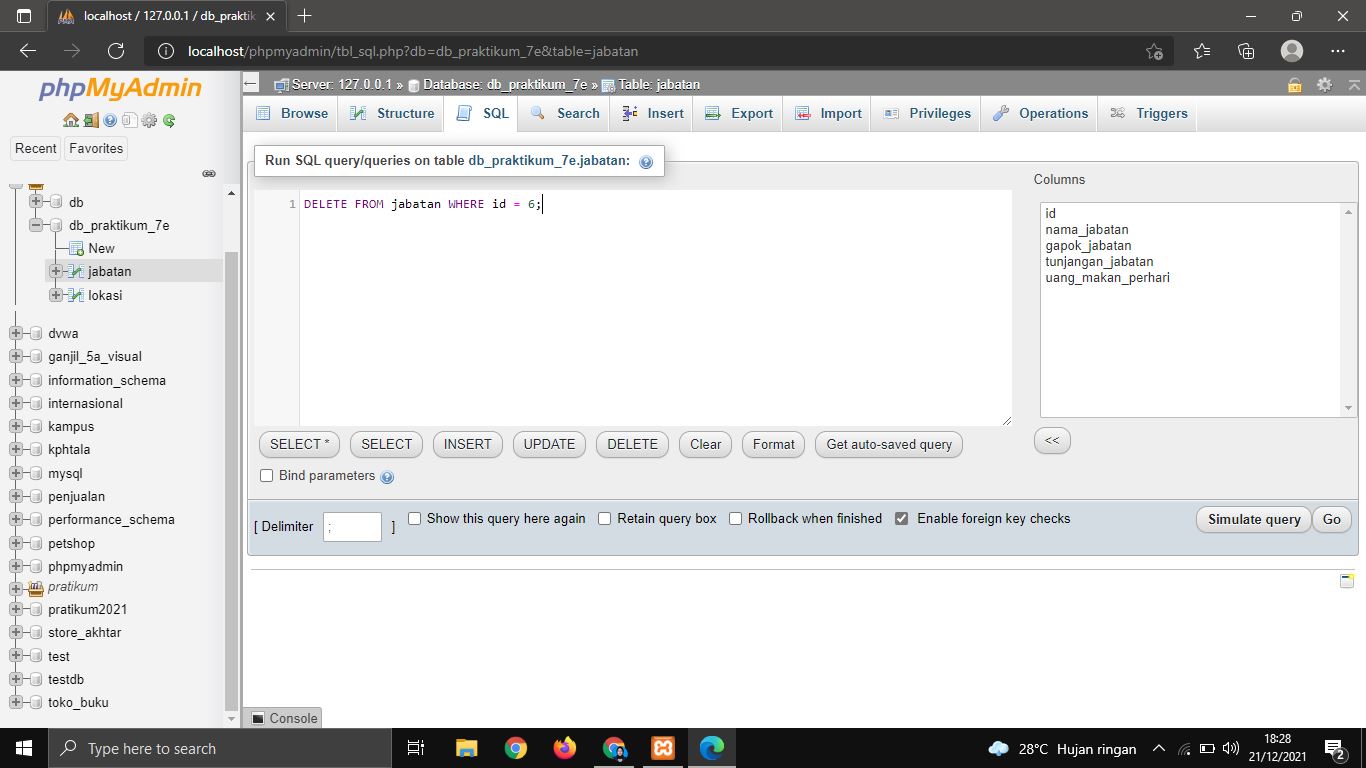 localhost / 127.0.0.1 / db_praktik
localhost/phpmyadmin/tbl_sql.php?db=db_praktikum_7e&table=jabatan
phpMyAdmin
Recent Favorites
db
db_praktikum_7e
New
jabatan
lokasi
dvwa
ganjil_5a_visual
information_schema
internasional
kampus
kphtala
mysql
penjualan
performance_schema
petshop
phpmyadmin
pratikum
pratikum2021
store_akhtar
test
testdb
toko_buku
Server: 127.0.0.1 » Database: db_praktikum_7e » Table: jabatan
Browse Structure SQL Search Insert Export Import Privileges Operations Triggers
Run SQL query/queries on table db_praktikum_7e.jabatan:
1 DELETE FROM jabatan WHERE id = 6;
Columns
id
nama_jabatan
gapok_jabatan
tunjangan_jabatan
uang_makan_perhari
SELECT * SELECT INSERT UPDATE DELETE Clear Format Get auto-saved query
<<
Bind parameters
[ Delimiter ; ] Show this query here again Retain query box Rollback when finished Enable foreign key checks Simulate query Go
Console
Type here to search
28°C Hujan ringan
18:28
21/12/2021
2